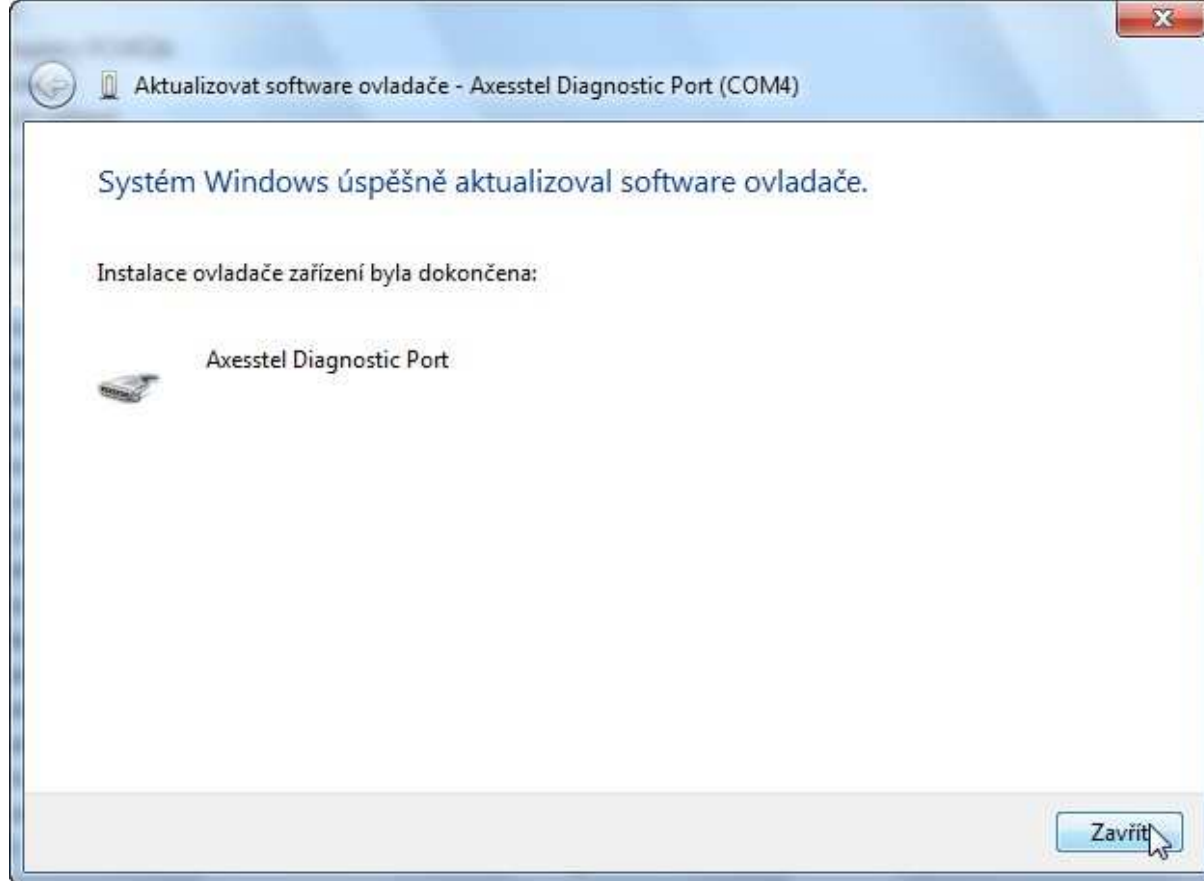 Aktualizovat software ovladače - Axesstel Diagnostic Port (COM4)
Systém Windows úspěšně aktualizoval software ovladače.
Instalace ovladače zařízení byla dokončena:
Axesstel Diagnostic Port
Zavřít